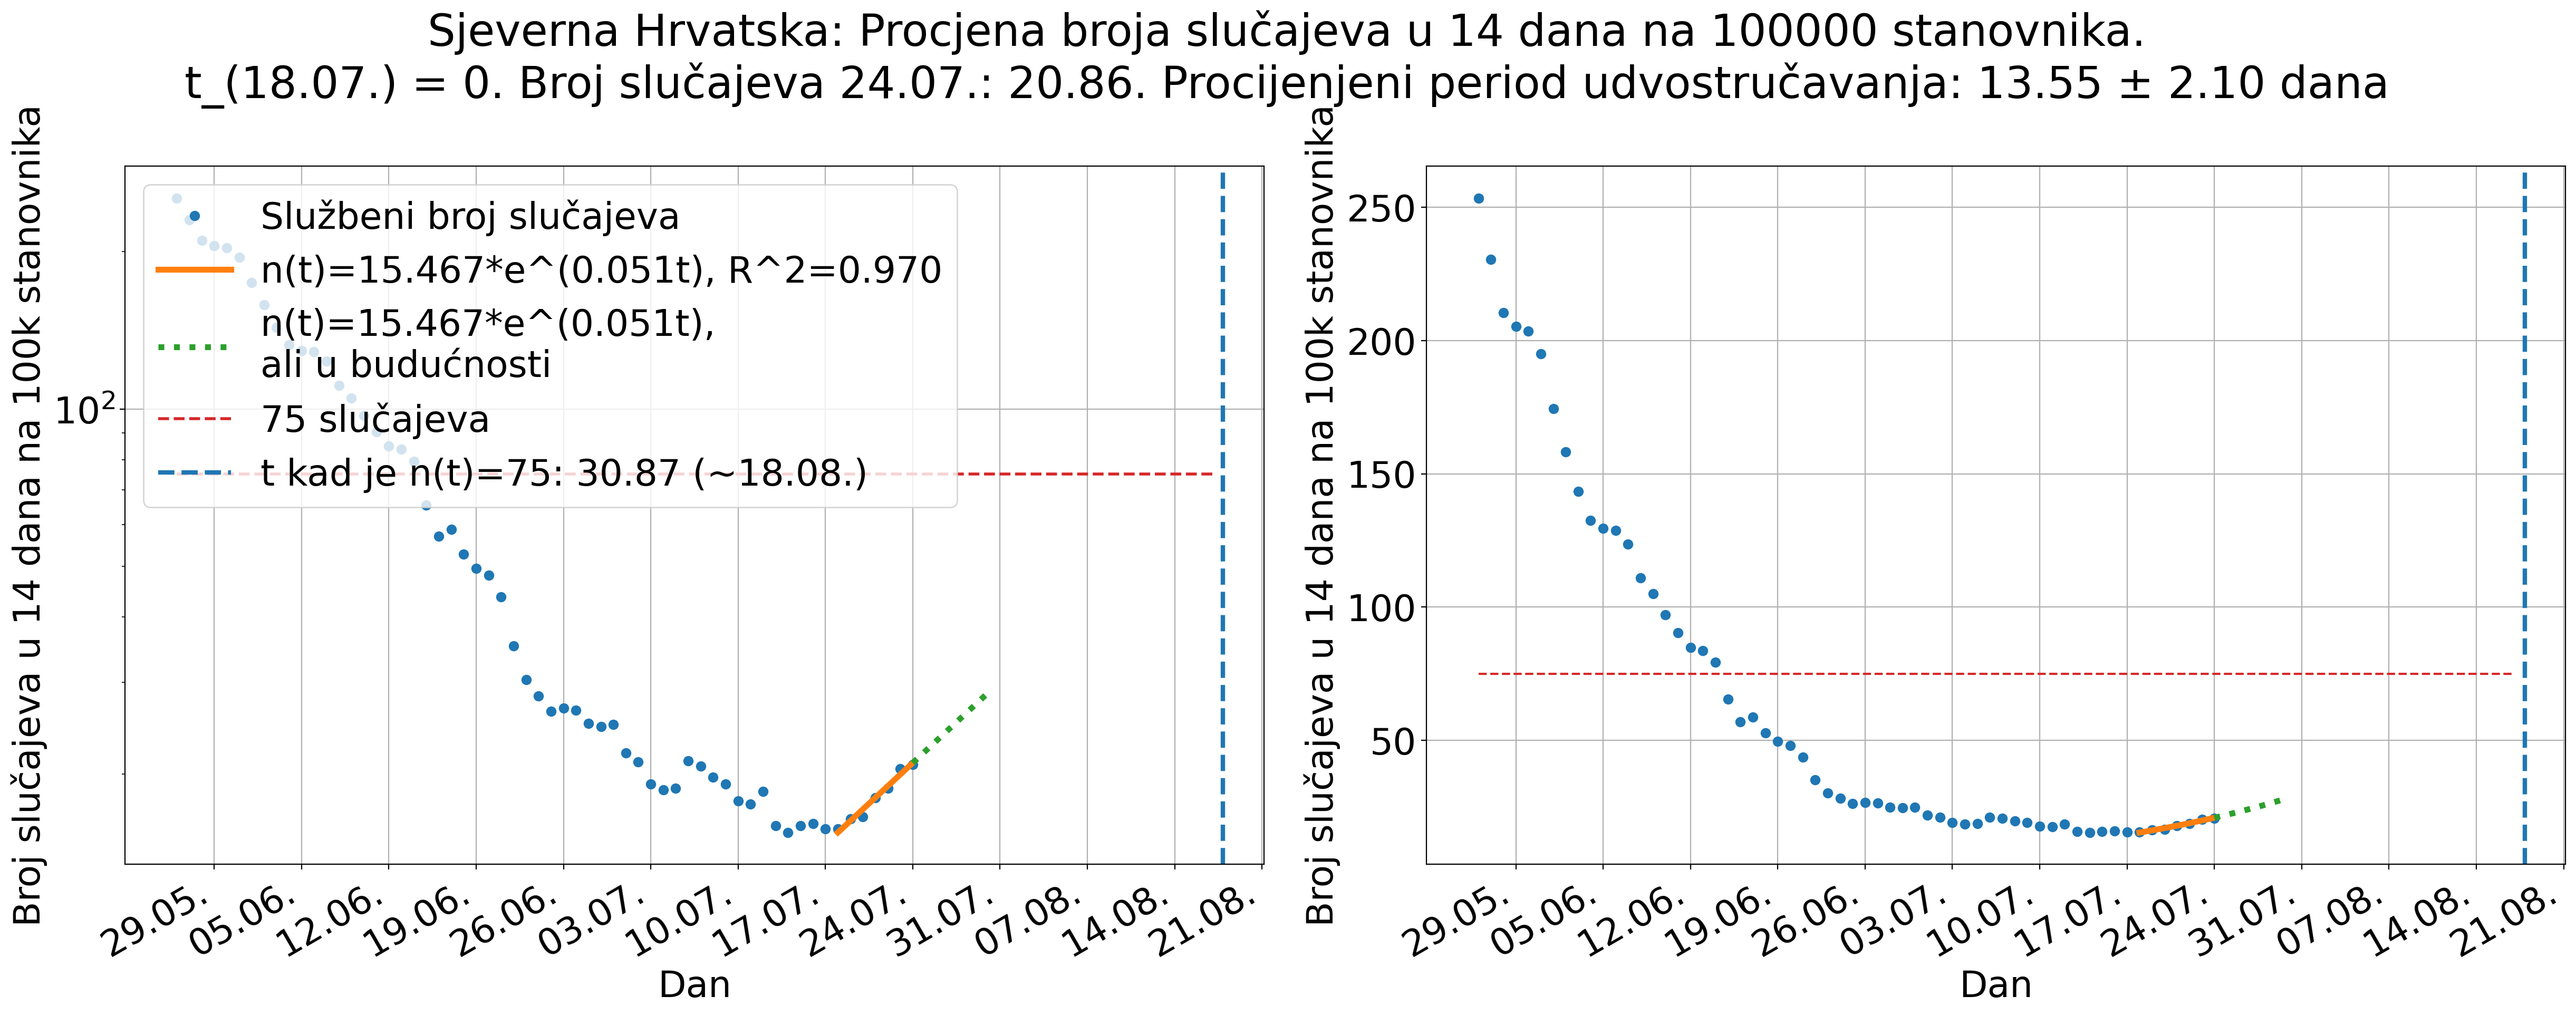 Sjeverna Hrvatska: Procjena broja slučajeva u 14 dana na 100000 stanovnika.
t_(18.07.) = 0. Broj slučajeva 24.07.: 20.86. Procijenjeni period udvostručavanja: 13.55 ± 2.10 dana
Broj slučajeva u 14 dana na 100k stanovnika
10²
Službeni broj slučajeva
n(t)=15.467*e^(0.051t), R^2=0.970
n(t)=15.467*e^(0.051t),
ali u budućnosti
75 slučajeva
t kad je n(t)=75: 30.87 (~18.08.)
29.05.
05.06.
12.06.
19.06.
26.06.
03.07.
10.07.
17.07.
24.07.
31.07.
07.08.
14.08.
21.08.
Dan
Broj slučajeva u 14 dana na 100k stanovnika
250
200
150
100
50
29.05.
05.06.
12.06.
19.06.
26.06.
03.07.
10.07.
17.07.
24.07.
31.07.
07.08.
14.08.
21.08.
Dan